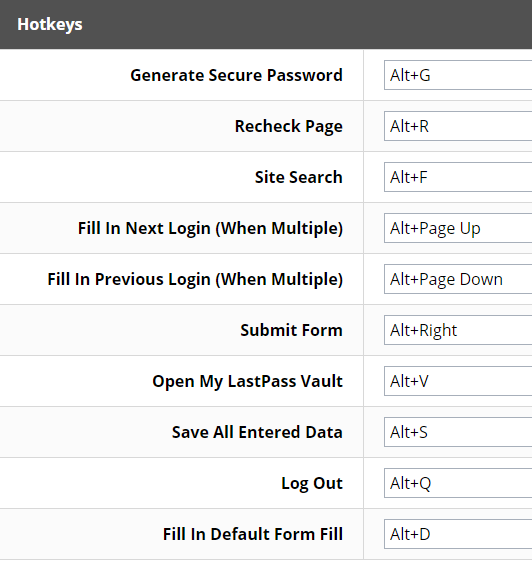 Hotkeys
Generate Secure Password Alt+G
Recheck Page Alt+R
Site Search Alt+F
Fill In Next Login (When Multiple) Alt+Page Up
Fill In Previous Login (When Multiple) Alt+Page Down
Submit Form Alt+Right
Open My LastPass Vault Alt+V
Save All Entered Data Alt+S
Log Out Alt+Q
Fill In Default Form Fill Alt+D